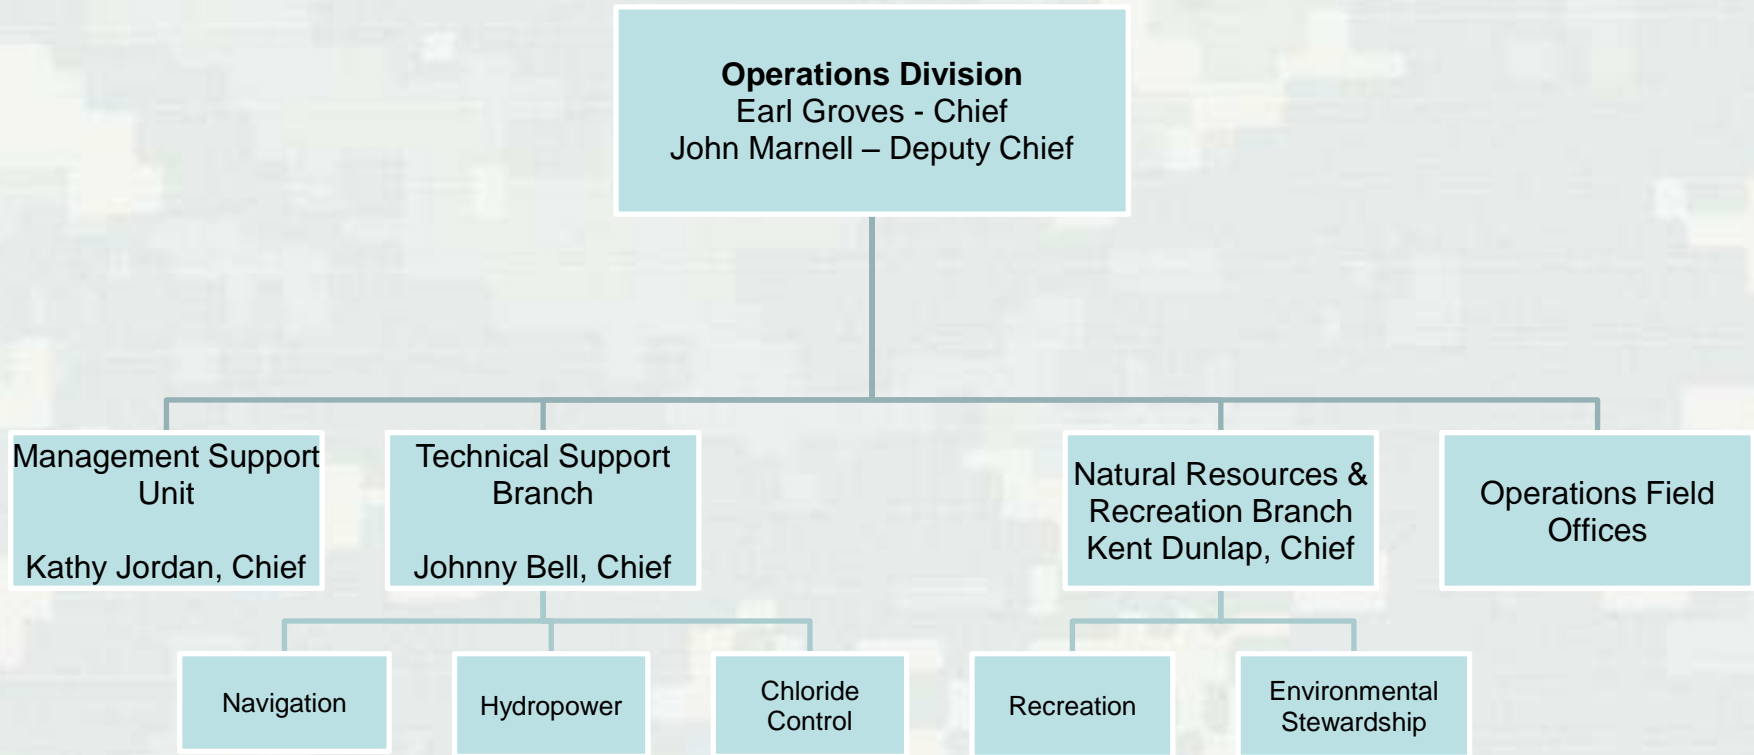 Operations Division
Earl Groves - Chief
John Marnell – Deputy Chief
Management Support
Unit
Kathy Jordan, Chief
Technical Support
Branch
Johnny Bell, Chief
Natural Resources &
Recreation Branch
Kent Dunlap, Chief
Operations Field
Offices
Navigation
Hydropower
Chloride
Control
Recreation
Environmental
Stewardship